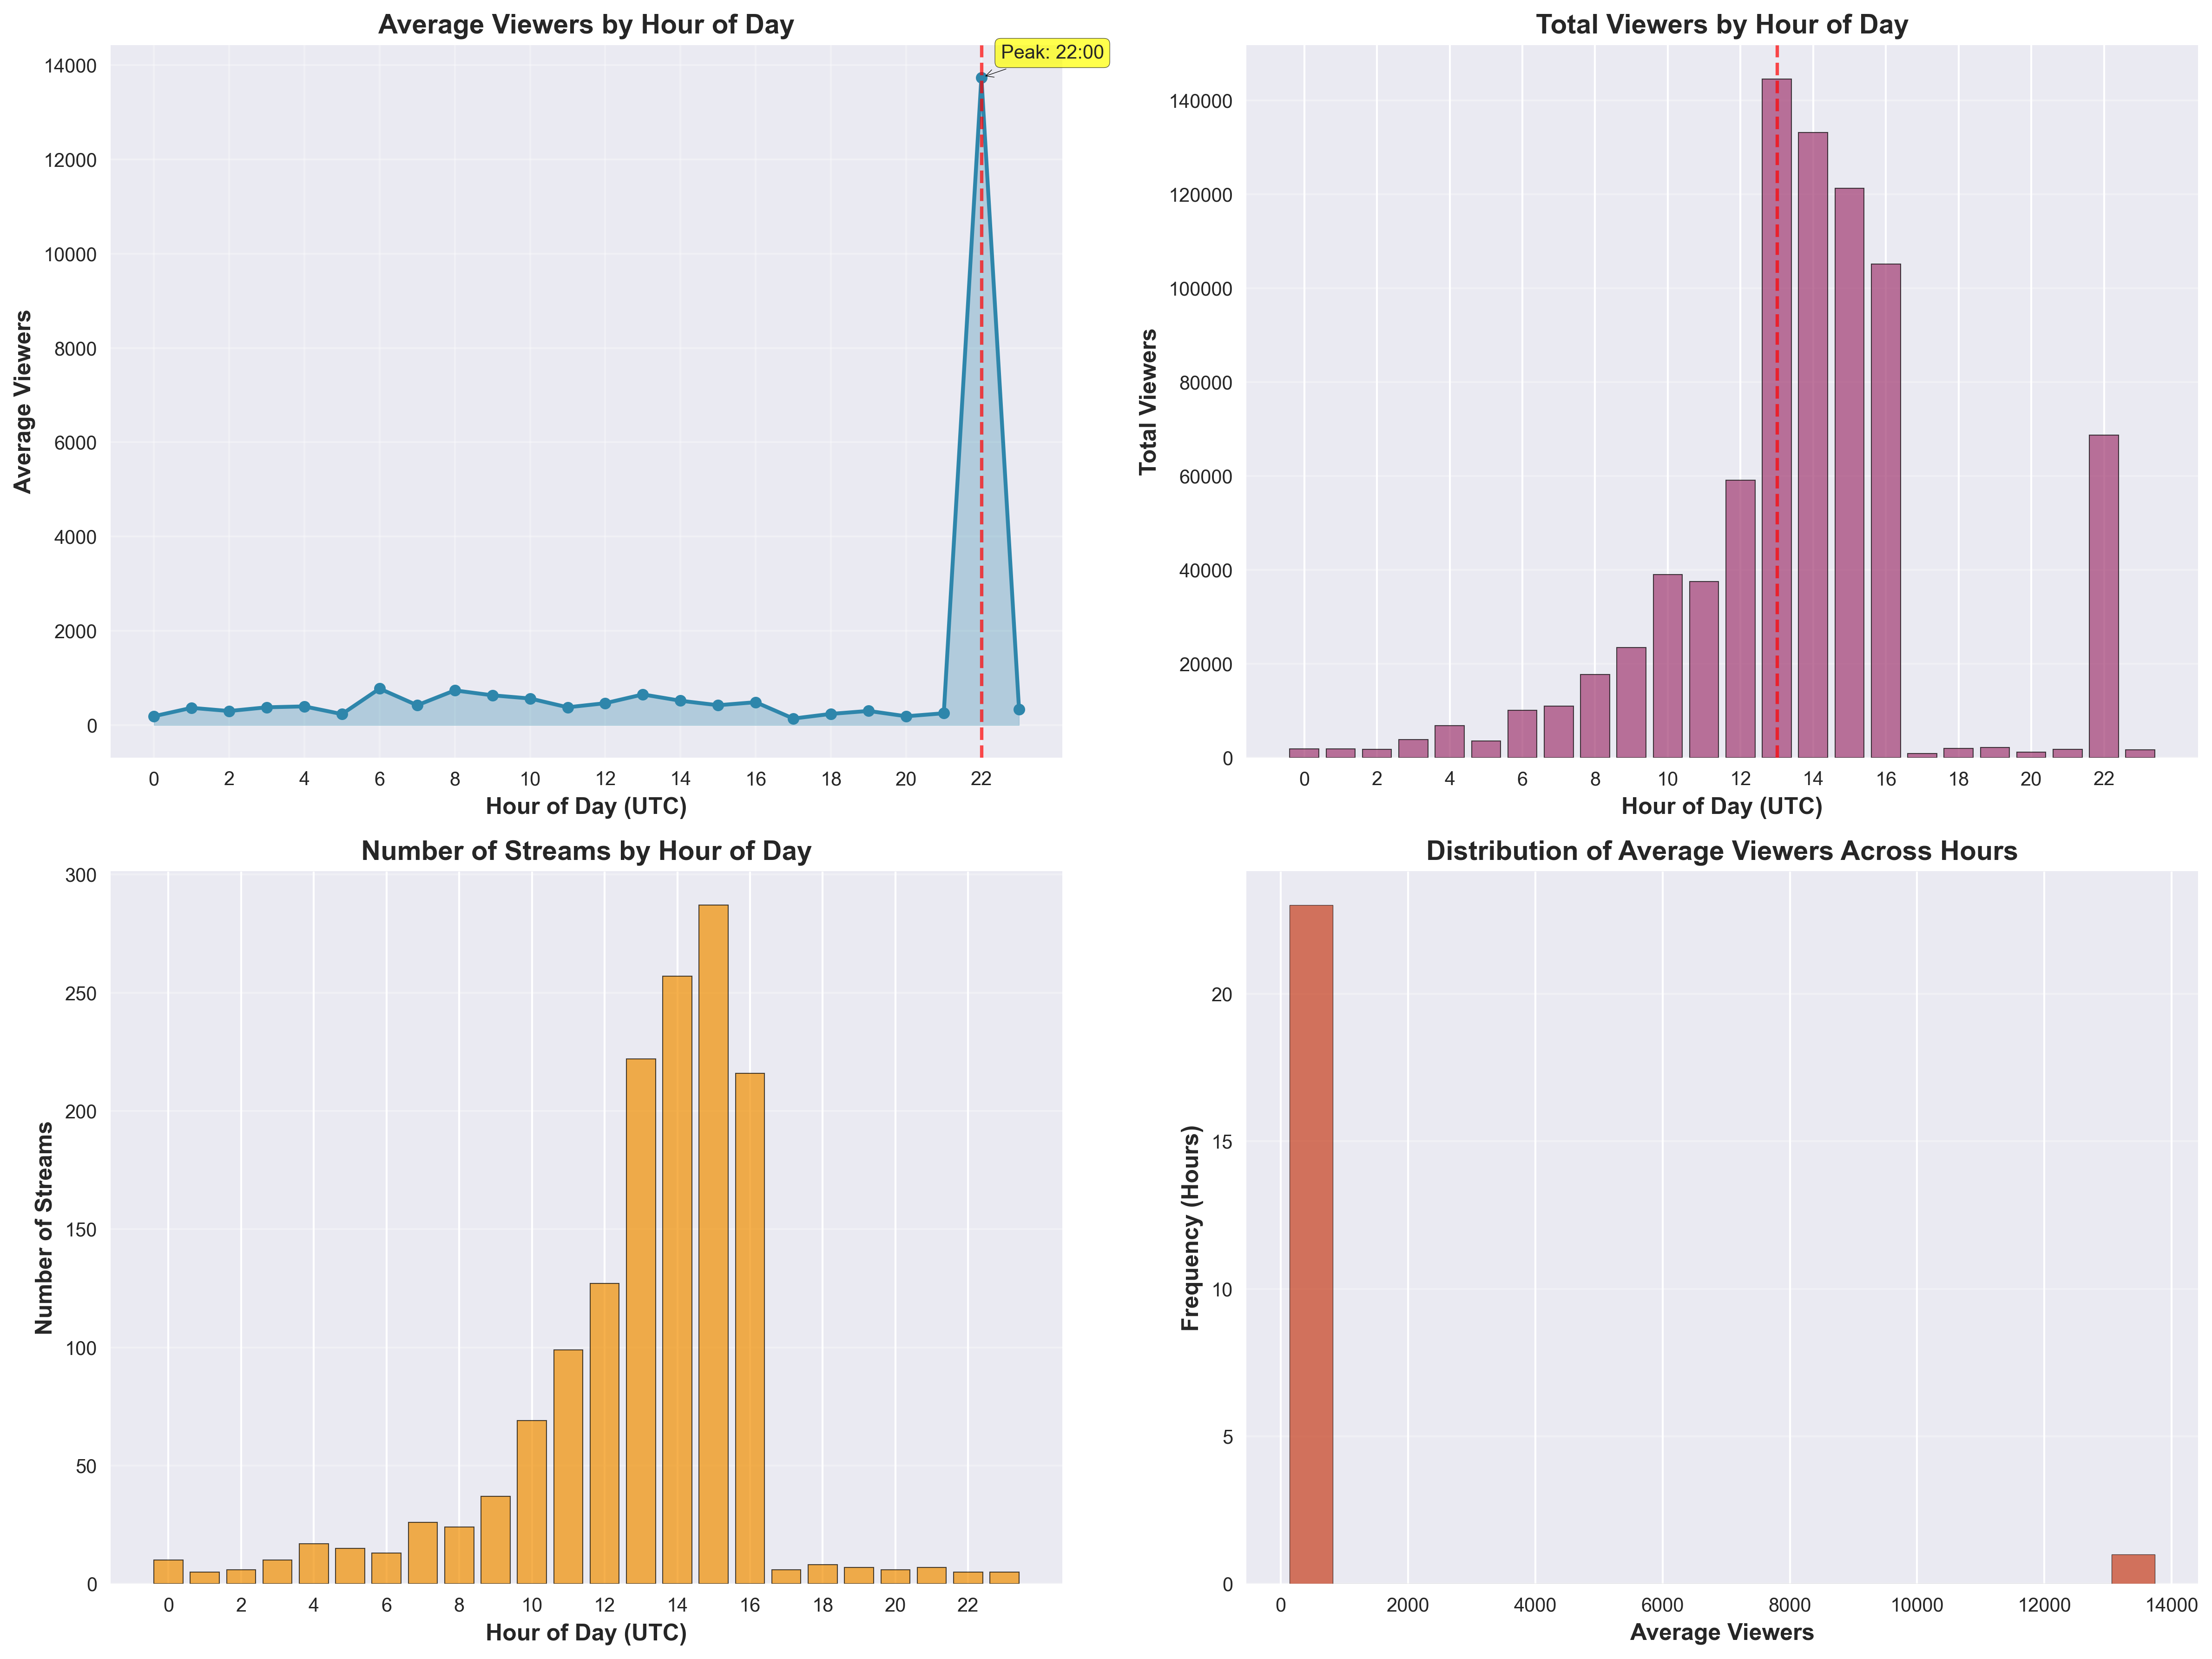 Average Viewers by Hour of Day
Peak: 22:00
14000
12000
10000
8000
6000
4000
2000
0
Average Viewers
0 2 4 6 8 10 12 14 16 18 20 22
Hour of Day (UTC)
Total Viewers by Hour of Day
140000
120000
100000
80000
60000
40000
20000
0
Total Viewers
0 2 4 6 8 10 12 14 16 18 20 22
Hour of Day (UTC)
Number of Streams by Hour of Day
300
250
200
150
100
50
0
Number of Streams
0 2 4 6 8 10 12 14 16 18 20 22
Hour of Day (UTC)
Distribution of Average Viewers Across Hours
20
15
10
5
0
Frequency (Hours)
0 2000 4000 6000 8000 10000 12000 14000
Average Viewers